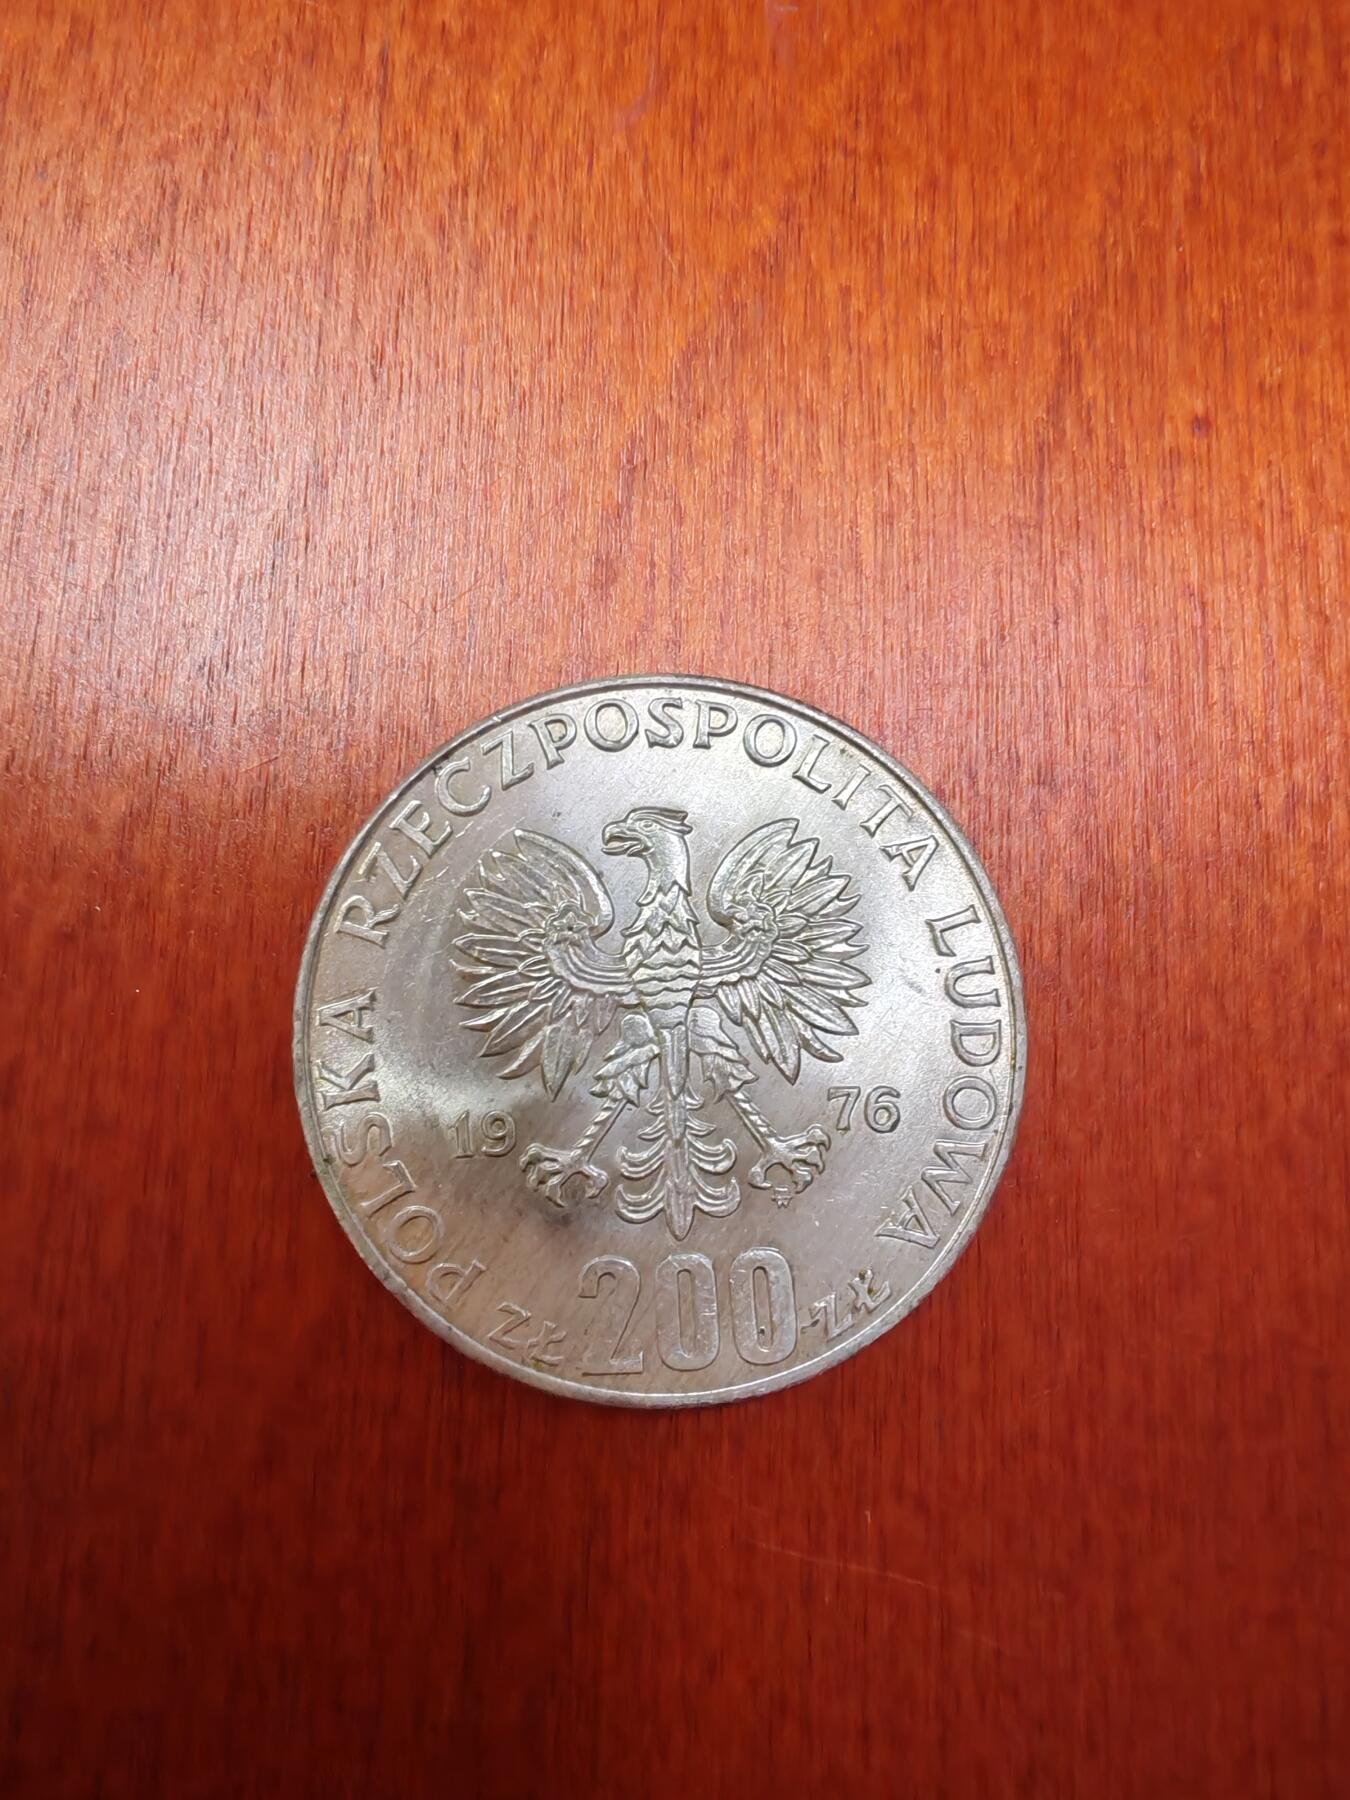 POLSKA RZECZPOSPOLITA LUDOWA
19 76
ZŁ 200 ZŁ